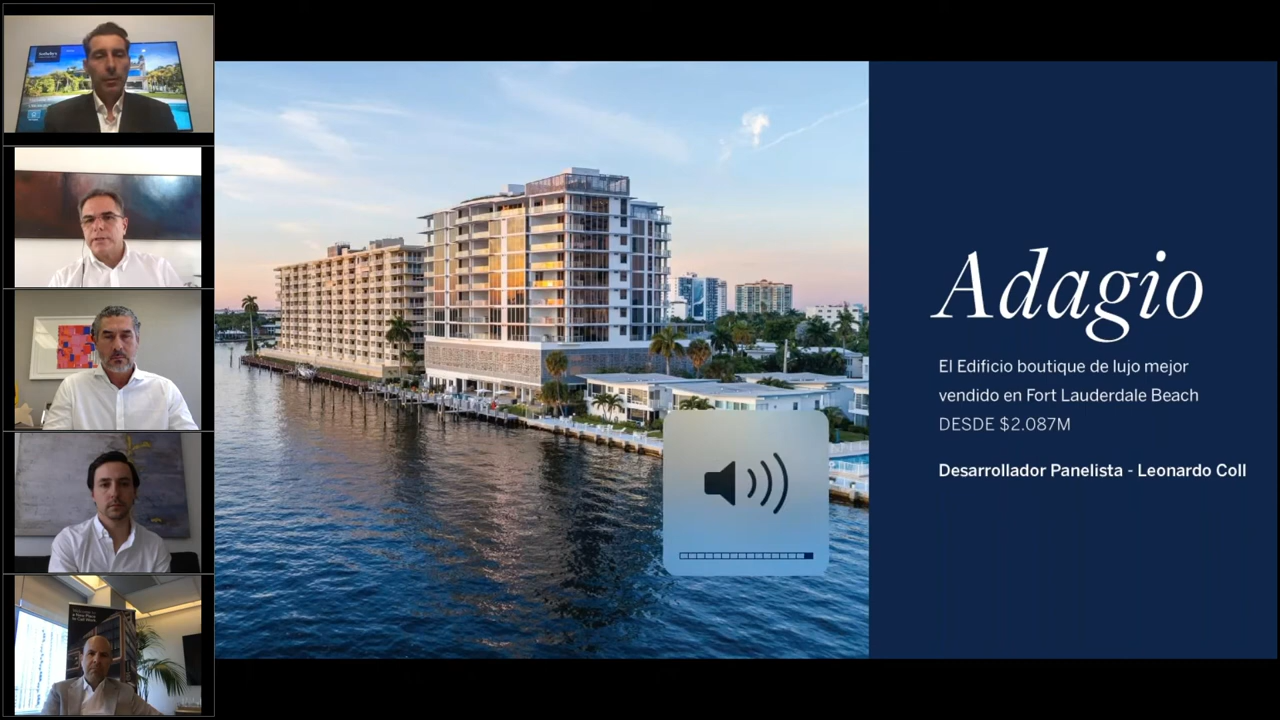 Adagio
El Edificio boutique de lujo mejor
vendido en Fort Lauderdale Beach
DESDE $2.087M
Desarrollador Panelista - Leonardo Coll
Sotheby's